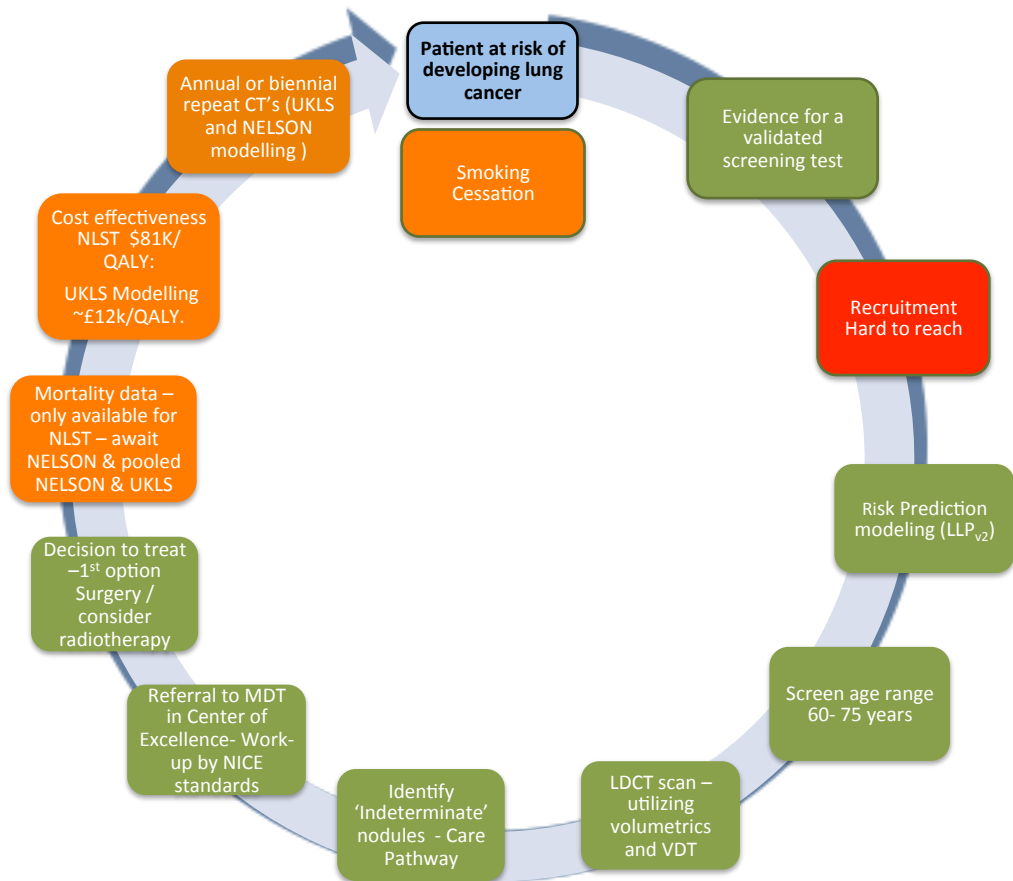 Patient at risk of
developing lung
cancer
Smoking
Cessation
Evidence for a
validated
screening test
Recruitment
Hard to reach
Risk Prediction
modeling (LLPv2)
Screen age range
60- 75 years
LDCT scan –
utilizing
volumetrics
and VDT
Identify
‘Indeterminate’
nodules - Care
Pathway
Referral to MDT
in Center of
Excellence- Work-
up by NICE
standards
Decision to treat
–1st option
Surgery /
consider
radiotherapy
Mortality data –
only available for
NLST – await
NELSON & pooled
NELSON & UKLS
Cost effectiveness
NLST $81K/
QALY:
UKLS Modelling
~£12k/QALY.
Annual or biennial
repeat CT's (UKLS
and NELSON
modelling )